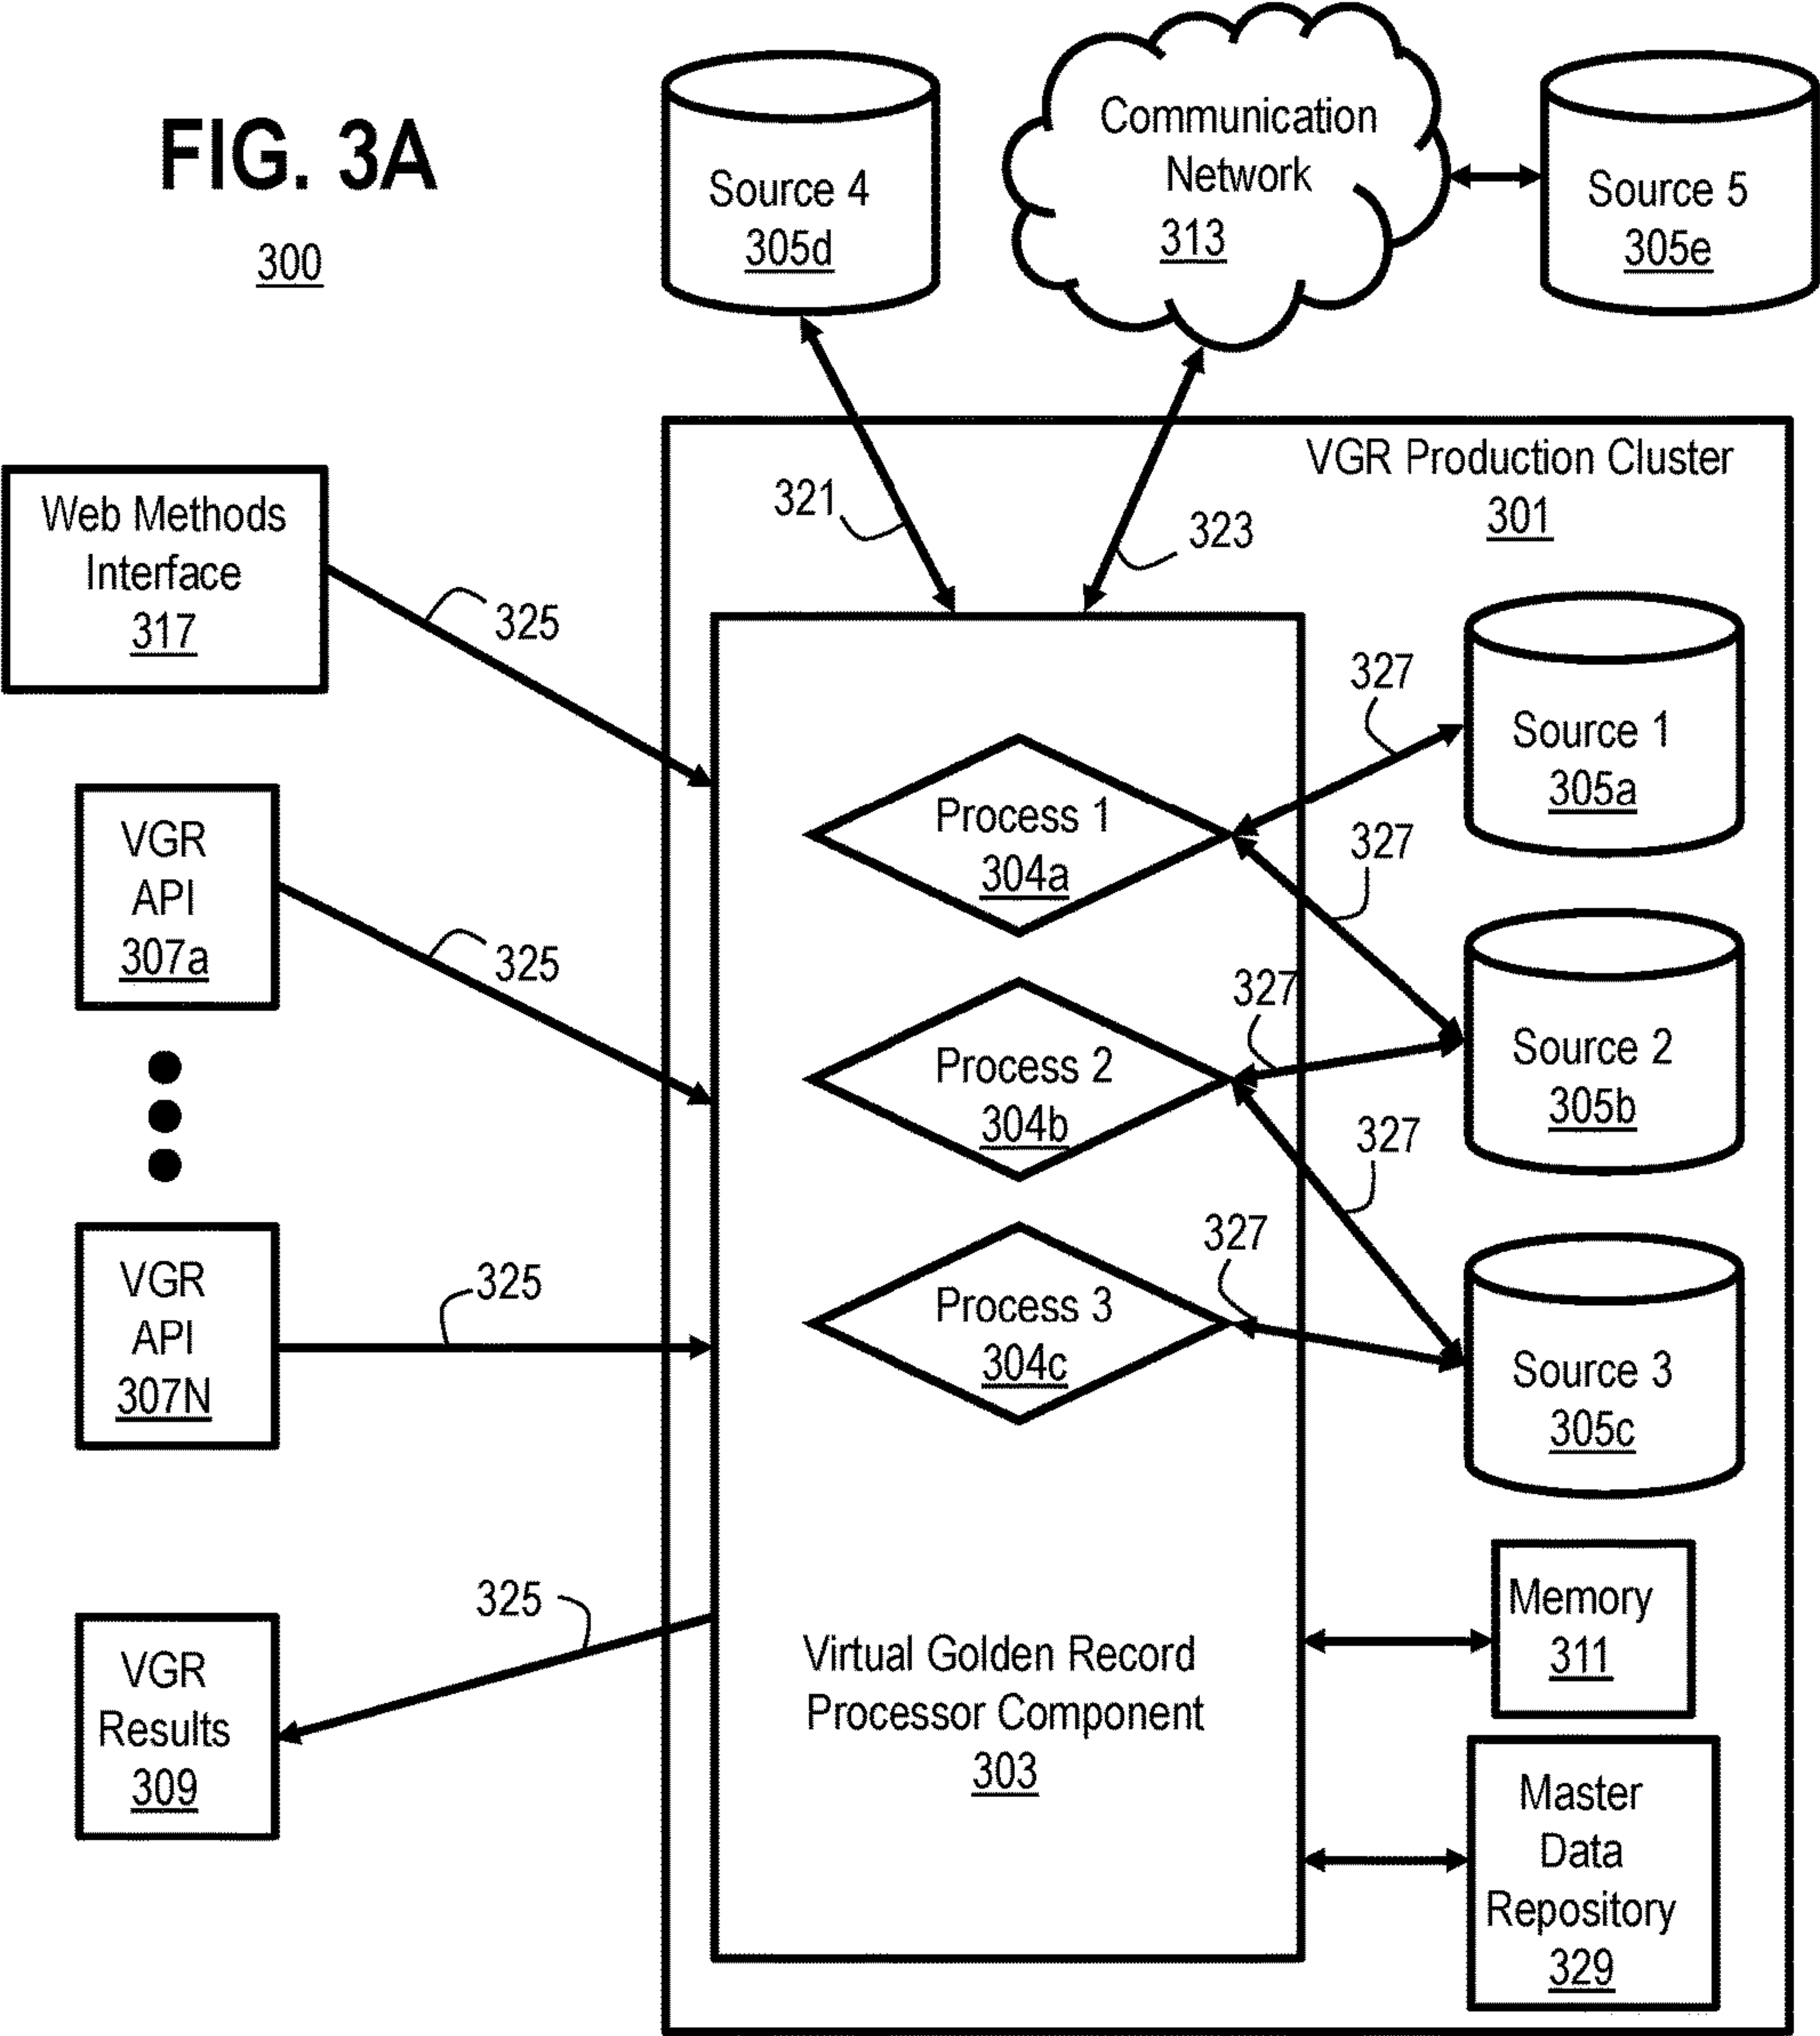 FIG. 3A
300
Source 4
305d
Communication
Network
313
Source 5
305e
VGR Production Cluster
301
321
323
Web Methods
Interface
317
325
VGR
API
307a
325
VGR
API
307N
325
VGR
Results
309
325
Process 1
304a
Process 2
304b
Process 3
304c
Virtual Golden Record
Processor Component
303
327
327
327
327
327
Source 1
305a
Source 2
305b
Source 3
305c
Memory
311
Master
Data
Repository
329